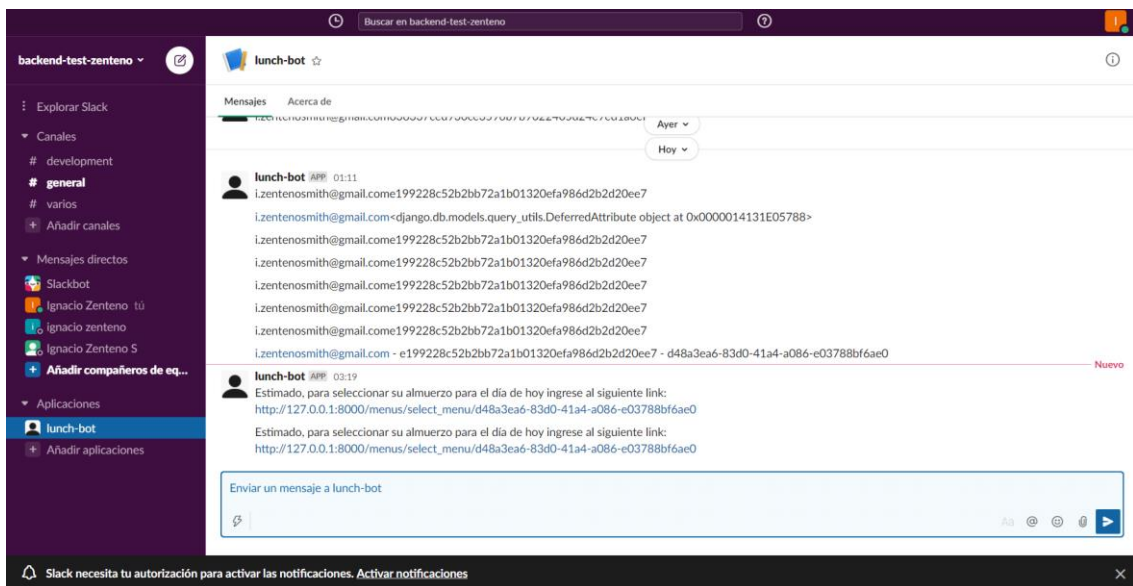 Buscar en backend-test-zenteno
backend-test-zenteno
lunch-bot
Explorar Slack
Mensajes
Acerca de
Canales
Ayer
# development
Hoy
# general
# varios
+ Añadir canales
Mensajes directos
Slackbot
Ignacio Zenteno tú
ignacio zenteno
Ignacio Zenteno S
+ Añadir compañeros de eq...
Aplicaciones
lunch-bot
+ Añadir aplicaciones
lunch-bot APP 01:11
i.zentenosmith@gmail.come199228c52b2bb72a1b01320efa986d2b2d20ee7
i.zentenosmith@gmail.com<django.db.models.query_utils.DeferredAttribute object at 0x0000014131E05788>
i.zentenosmith@gmail.come199228c52b2bb72a1b01320efa986d2b2d20ee7
i.zentenosmith@gmail.come199228c52b2bb72a1b01320efa986d2b2d20ee7
i.zentenosmith@gmail.come199228c52b2bb72a1b01320efa986d2b2d20ee7
i.zentenosmith@gmail.come199228c52b2bb72a1b01320efa986d2b2d20ee7
i.zentenosmith@gmail.come199228c52b2bb72a1b01320efa986d2b2d20ee7
i.zentenosmith@gmail.com - e199228c52b2bb72a1b01320efa986d2b2d20ee7 - d48a3ea6-83d0-41a4-a086-e03788bf6ae0
Nuevo
lunch-bot APP 03:19
Estimado, para seleccionar su almuerzo para el día de hoy ingrese al siguiente link:
http://127.0.0.1:8000/menus/select_menu/d48a3ea6-83d0-41a4-a086-e03788bf6ae0
Estimado, para seleccionar su almuerzo para el día de hoy ingrese al siguiente link:
http://127.0.0.1:8000/menus/select_menu/d48a3ea6-83d0-41a4-a086-e03788bf6ae0
Enviar un mensaje a lunch-bot
Aa @
Slack necesita tu autorización para activar las notificaciones. Activar notificaciones